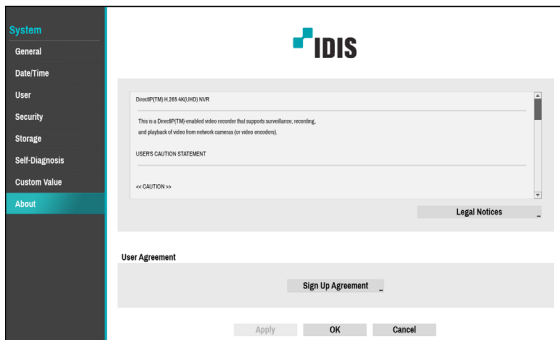 System
General
Date/Time
User
Security
Storage
Self-Diagnosis
Custom Value
About
IDIS
DirectIP(TM) H.265 4K(UHD) NVR
This is a DirectIP(TM)-enabled video recorder that supports surveillance, recording,
and playback of video from network cameras (or video encoders).
USER'S CAUTION STATEMENT
<< CAUTION >>
Legal Notices
User Agreement
Sign Up Agreement
Apply
OK
Cancel